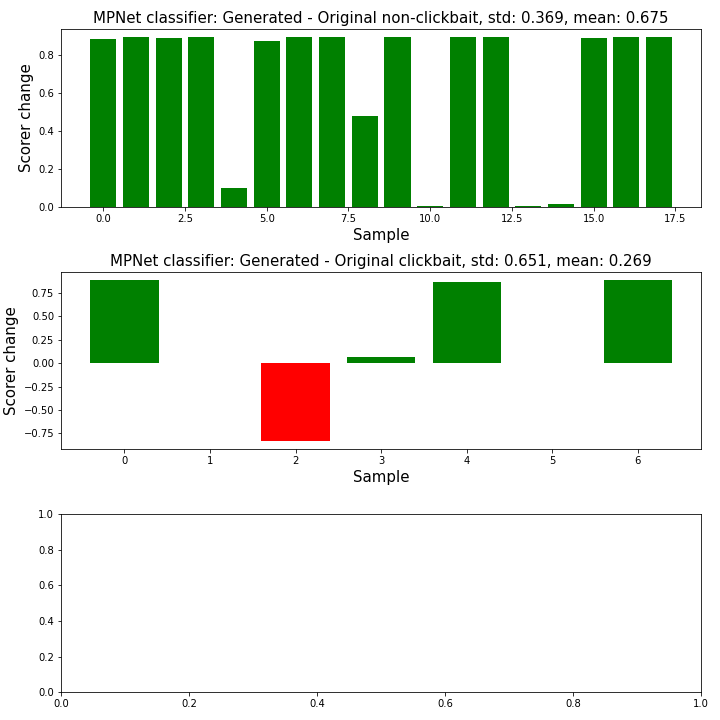 MPNet classifier: Generated - Original non-clickbait, std: 0.369, mean: 0.675
Scorer change
0.8
0.6
0.4
0.2
0.0
0.0 2.5 5.0 7.5 10.0 12.5 15.0 17.5
Sample
MPNet classifier: Generated - Original clickbait, std: 0.651, mean: 0.269
Scorer change
0.75
0.50
0.25
0.00
−0.25
−0.50
−0.75
0 1 2 3 4 5 6
Sample
1.0
0.8
0.6
0.4
0.2
0.0
0.0 0.2 0.4 0.6 0.8 1.0